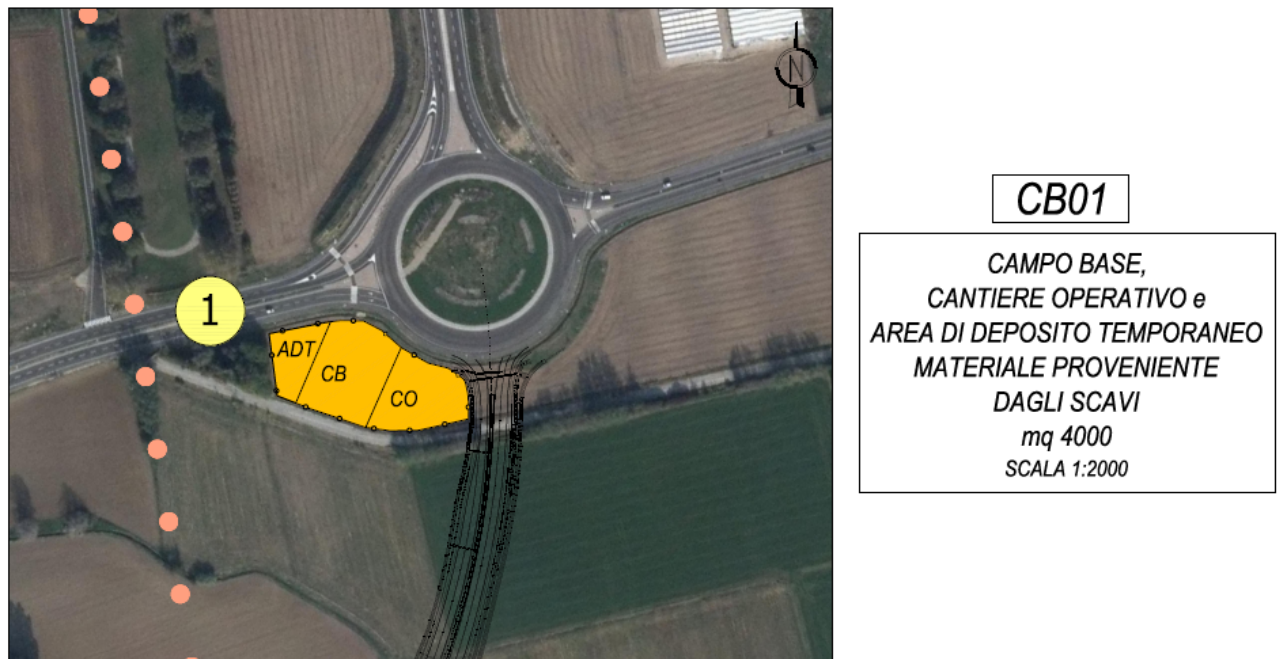 N
1
ADT
CB
CO
CB01
CAMPO BASE,
CANTIERE OPERATIVO e
AREA DI DEPOSITO TEMPORANEO
MATERIALE PROVENIENTE
DAGLI SCAVI
mq 4000
SCALA 1:2000